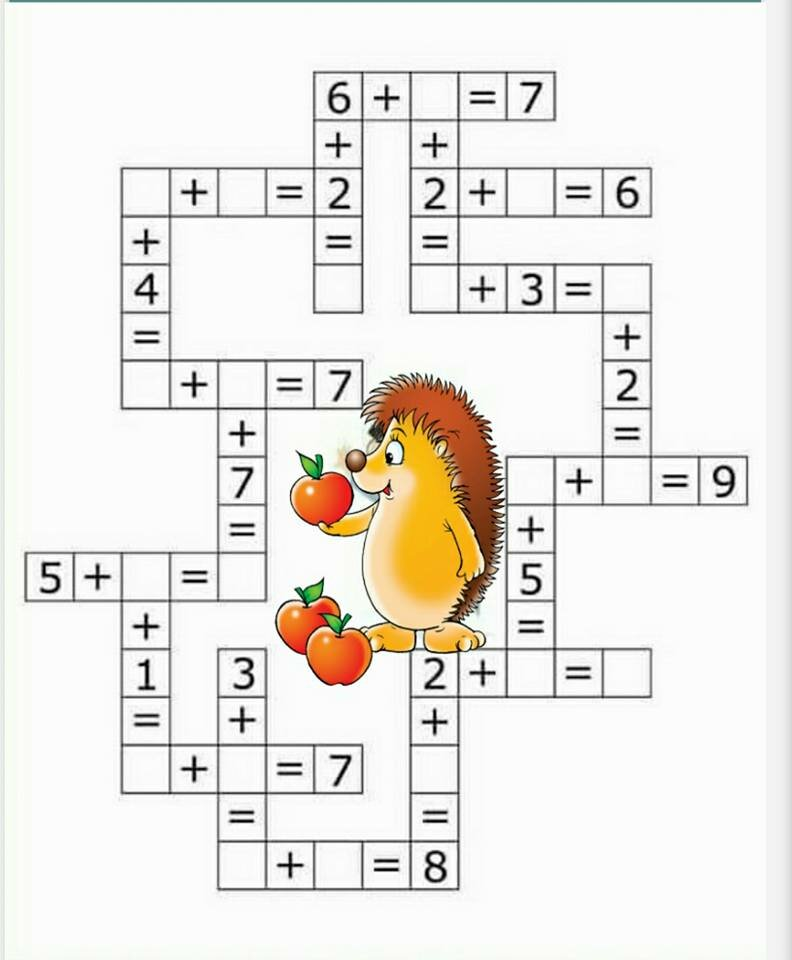 6 + = 7
+ +
+ = 2 2 + = 6
+ = =
4 + 3 =
= +
+ = 7 2
+ =
7 + = 9
= +
5 + = 5
+ =
1 3 2 + =
= + +
+ = 7
= =
+ = 8